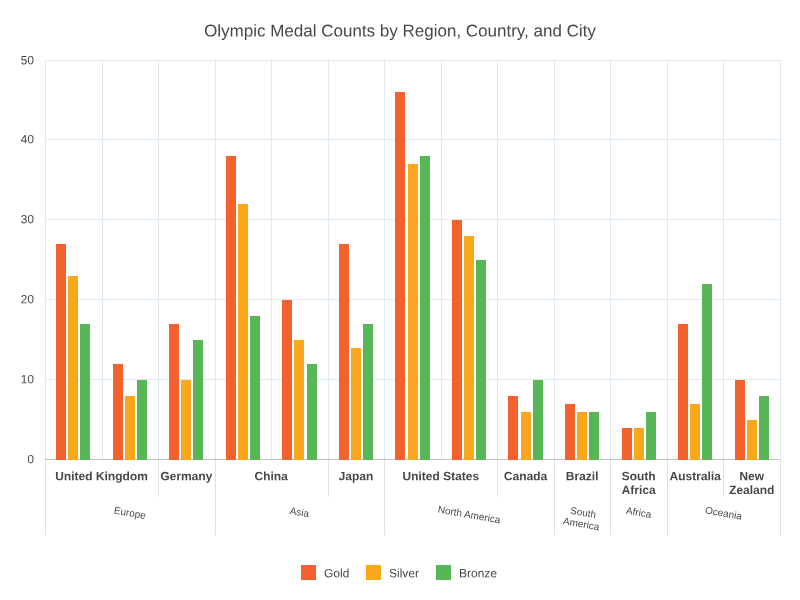 Olympic Medal Counts by Region, Country, and City
50
40
30
20
10
0
United Kingdom Germany China Japan United States Canada Brazil South Africa Australia New Zealand
Europe Asia North America South America Africa Oceania
Gold Silver Bronze